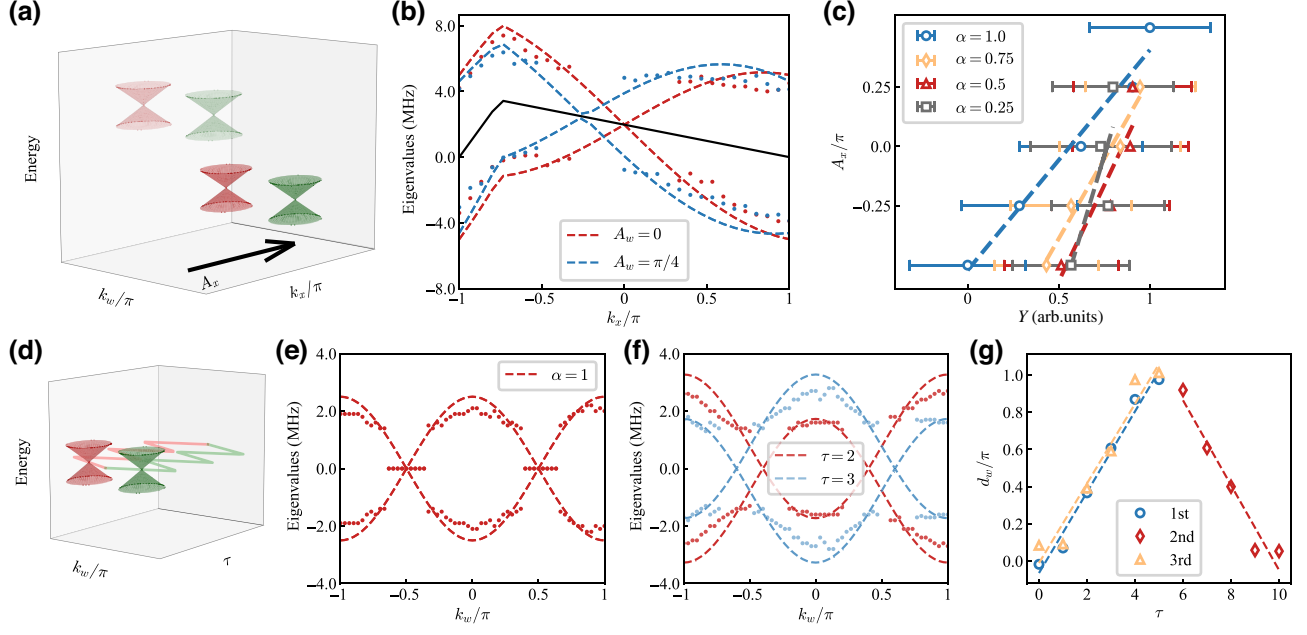 (a)
Energy
k_w/π
A_x
k_x/π
(b)
Eigenvalues (MHz)
8.0
4.0
0.0
−4.0
−8.0
A_w = 0
A_w = π/4
−1 −0.5 0 0.5 1
k_x/π
(c)
α = 1.0
α = 0.75
α = 0.5
α = 0.25
A_x/π
0.25
0.0
−0.25
0 0.5 1
Y (arb.units)
(d)
Energy
k_w/π
τ
(e)
Eigenvalues (MHz)
4.0
2.0
0.0
−2.0
−4.0
α = 1
−1 −0.5 0 0.5 1
k_w/π
(f)
Eigenvalues (MHz)
4.0
2.0
0.0
−2.0
−4.0
τ = 2
τ = 3
−1 −0.5 0 0.5 1
k_w/π
(g)
d_w/π
1.0
0.8
0.6
0.4
0.2
0.0
1st
2nd
3rd
0 2 4 6 8 10
τ